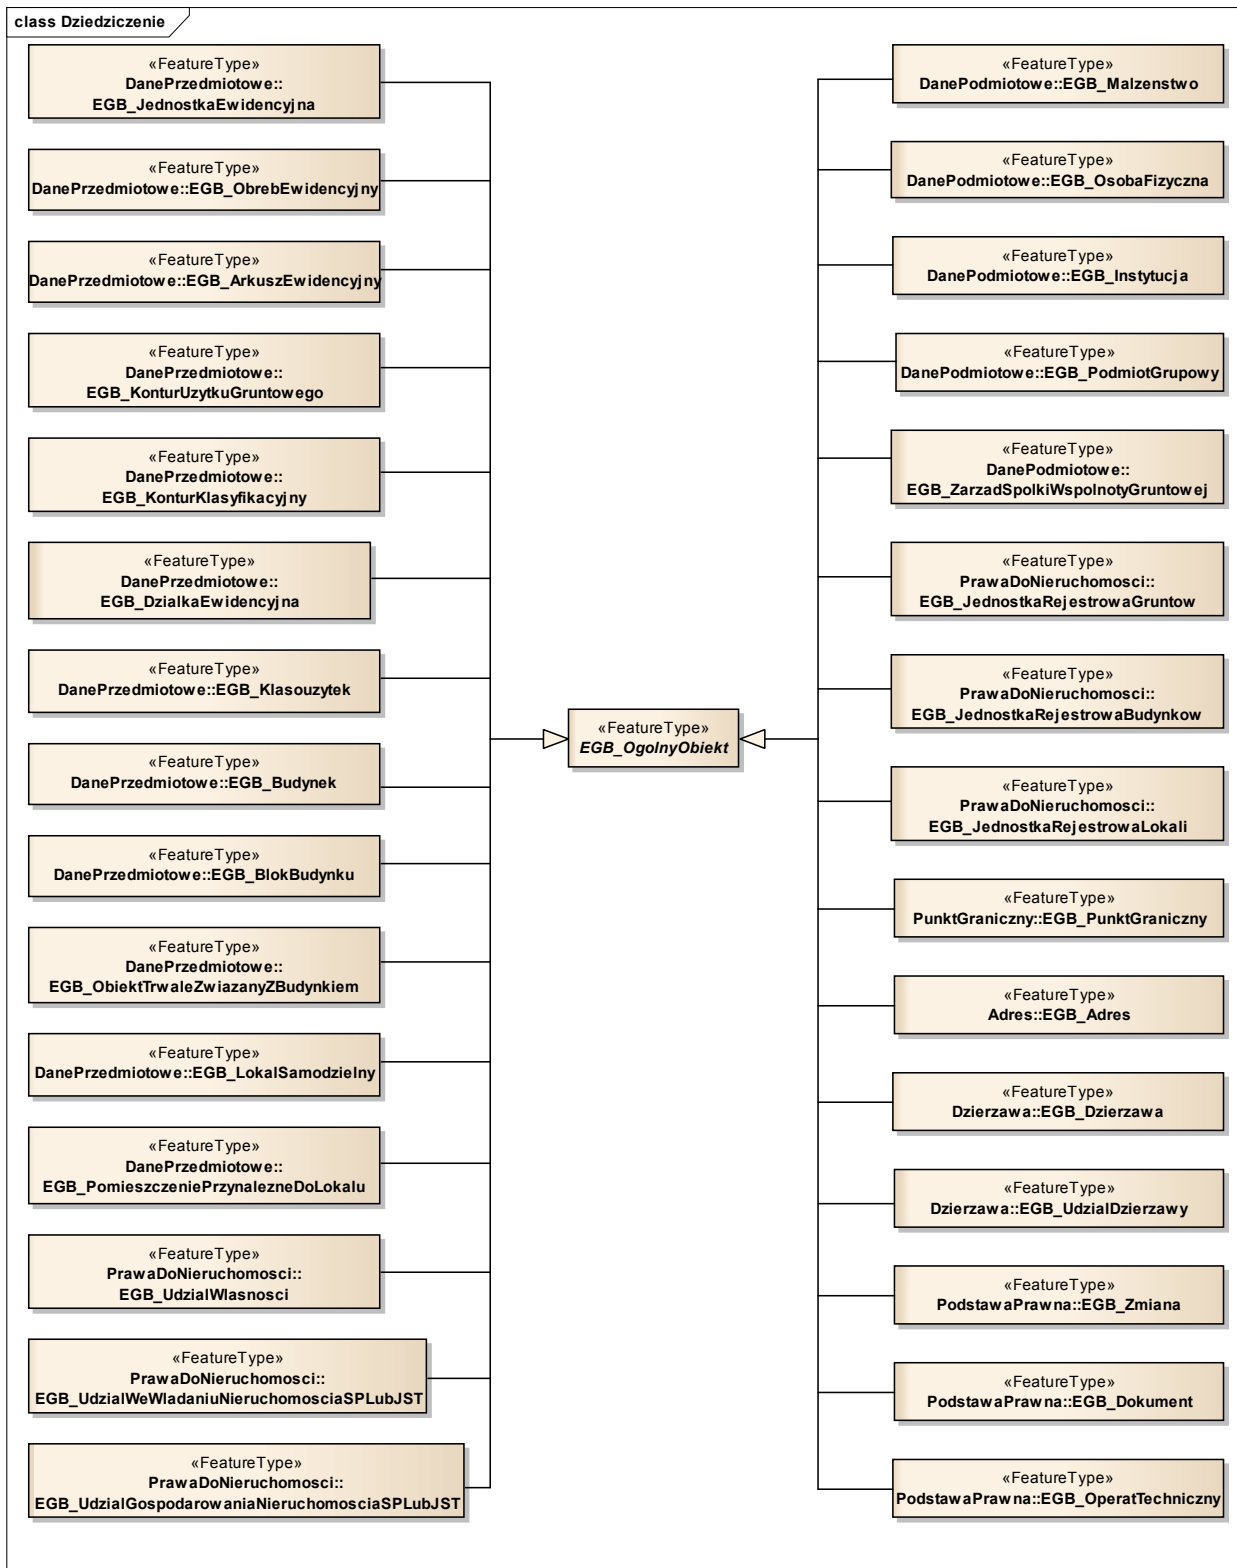 class Dziedziczenie
«FeatureType»
DanePrzedmiotowe::
EGB_JednostkaEwidencyjna
«FeatureType»
DanePrzedmiotowe::EGB_ObrebEwidencyjny
«FeatureType»
DanePrzedmiotowe::EGB_ArkuszEwidencyjny
«FeatureType»
DanePrzedmiotowe::
EGB_KonturUzytkuGruntowego
«FeatureType»
DanePrzedmiotowe::
EGB_KonturKlasyfikacyjny
«FeatureType»
DanePrzedmiotowe::
EGB_DzialkaEwidencyjna
«FeatureType»
DanePrzedmiotowe::EGB_Klasouzytek
«FeatureType»
DanePrzedmiotowe::EGB_Budynek
«FeatureType»
DanePrzedmiotowe::EGB_BlokBudynku
«FeatureType»
DanePrzedmiotowe::
EGB_ObiektTrwaleZwiazanyZBudynkiem
«FeatureType»
DanePrzedmiotowe::EGB_LokalSamodzielny
«FeatureType»
DanePrzedmiotowe::
EGB_PomieszczeniePrzynalezneDoLokalu
«FeatureType»
PrawaDoNieruchomosci::
EGB_UdzialWlasnosci
«FeatureType»
PrawaDoNieruchomosci::
EGB_UdzialWeWladaniuNieruchomosciaSPLubJST
«FeatureType»
PrawaDoNieruchomosci::
EGB_UdzialGospodarowaniaNieruchomosciaSPLubJST
«FeatureType»
EGB_OgolnyObiekt
«FeatureType»
DanePodmiotowe::EGB_Malzenstwo
«FeatureType»
DanePodmiotowe::EGB_OsobaFizyczna
«FeatureType»
DanePodmiotowe::EGB_Instytucja
«FeatureType»
DanePodmiotowe::EGB_PodmiotGrupowy
«FeatureType»
DanePodmiotowe::
EGB_ZarzadSpolkiWspolnotyGruntowej
«FeatureType»
PrawaDoNieruchomosci::
EGB_JednostkaRejestrowaGruntow
«FeatureType»
PrawaDoNieruchomosci::
EGB_JednostkaRejestrowaBudynkow
«FeatureType»
PrawaDoNieruchomosci::
EGB_JednostkaRejestrowaLokali
«FeatureType»
PunktGraniczny::EGB_PunktGraniczny
«FeatureType»
Adres::EGB_Adres
«FeatureType»
Dzierzawa::EGB_Dzierzawa
«FeatureType»
Dzierzawa::EGB_UdzialDzierzawy
«FeatureType»
PodstawaPrawna::EGB_Zmiana
«FeatureType»
PodstawaPrawna::EGB_Dokument
«FeatureType»
PodstawaPrawna::EGB_OperatTechniczny